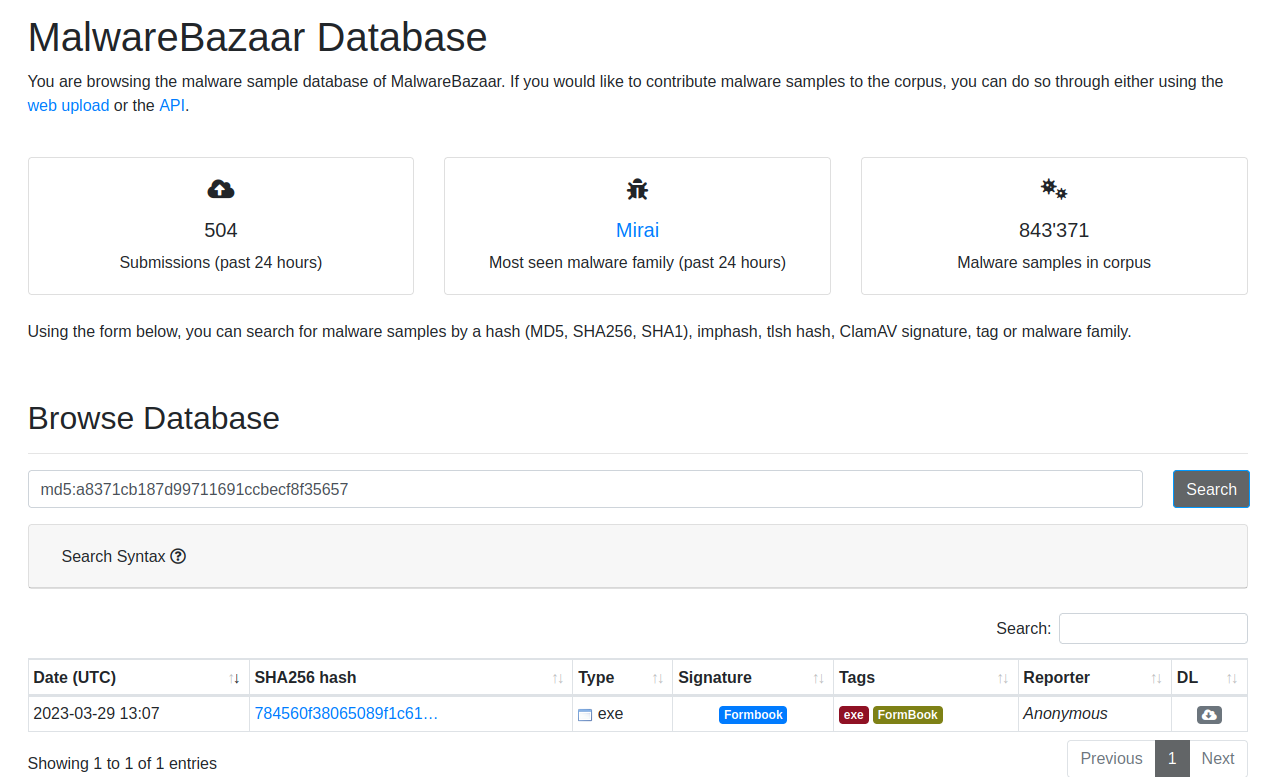 MalwareBazaar Database
You are browsing the malware sample database of MalwareBazaar. If you would like to contribute malware samples to the corpus, you can do so through either using the
web upload or the API.
504
Submissions (past 24 hours)
Mirai
Most seen malware family (past 24 hours)
843'371
Malware samples in corpus
Using the form below, you can search for malware samples by a hash (MD5, SHA256, SHA1), imphash, tlsh hash, ClamAV signature, tag or malware family.
Browse Database
md5:a8371cb187d99711691ccbecf8f35657 Search
Search Syntax
Search:
Date (UTC) SHA256 hash Type Signature Tags Reporter DL
2023-03-29 13:07 784560f38065089f1c61… exe Formbook exe FormBook Anonymous
Showing 1 to 1 of 1 entries Previous 1 Next